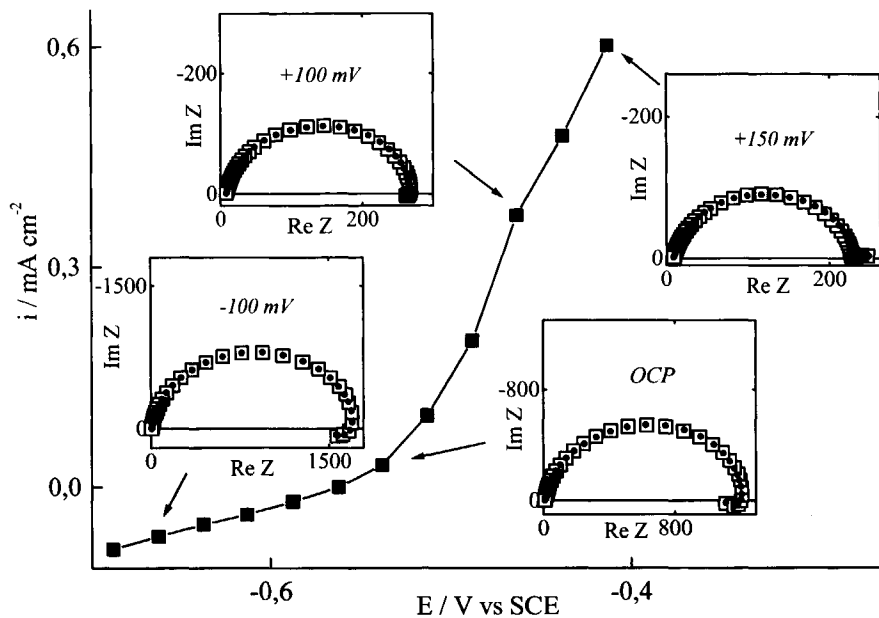 0,6
0,3
0,0
i / mA cm⁻²
-0,6
-0,4
E / V vs SCE
+100 mV
-200
0
Im Z
0
Re Z
200
+150 mV
-200
0
Im Z
0
Re Z
200
-100 mV
-1500
0
Im Z
0
Re Z
1500
OCP
-800
0
Im Z
0
Re Z
800